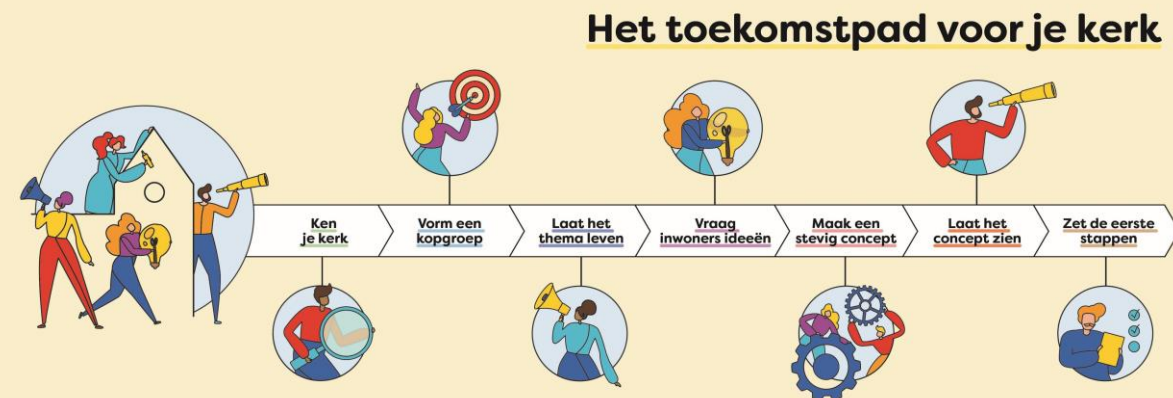 Het toekomstpad voor je kerk
Ken
je kerk
Vorm een
kopgroep
Laat het
thema leven
Vraag
inwoners ideeën
Maak een
stevig concept
Laat het
concept zien
Zet de eerste
stappen